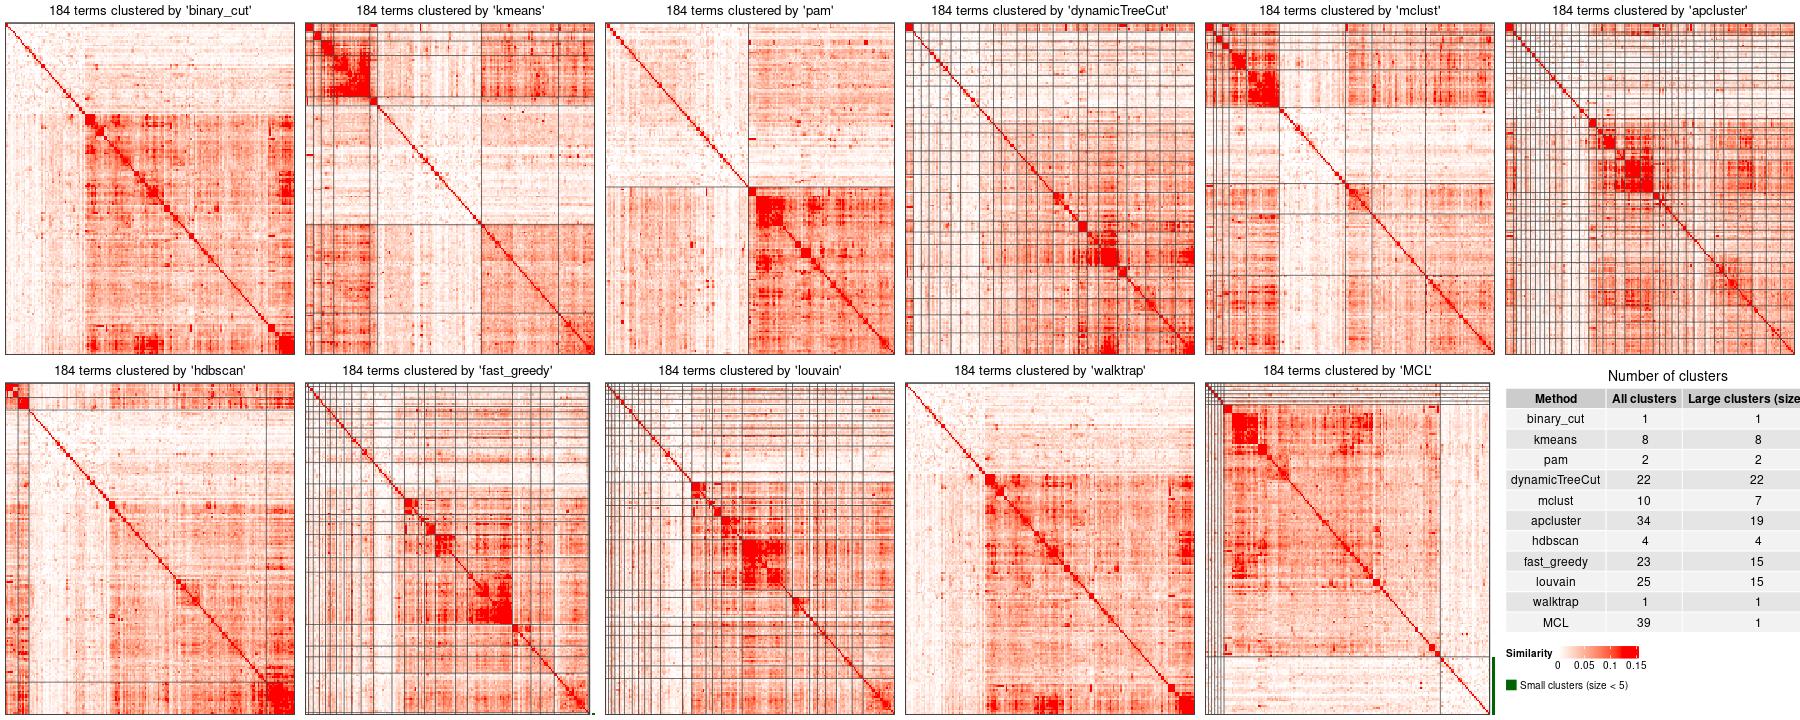 184 terms clustered by 'binary_cut'
184 terms clustered by 'kmeans'
184 terms clustered by 'pam'
184 terms clustered by 'dynamicTreeCut'
184 terms clustered by 'mclust'
184 terms clustered by 'apcluster'
184 terms clustered by 'hdbscan'
184 terms clustered by 'fast_greedy'
184 terms clustered by 'louvain'
184 terms clustered by 'walktrap'
184 terms clustered by 'MCL'
Number of clusters
Method All clusters Large clusters (size
binary_cut 1 1
kmeans 8 8
pam 2 2
dynamicTreeCut 22 22
mclust 10 7
apcluster 34 19
hdbscan 4 4
fast_greedy 23 15
louvain 25 15
walktrap 1 1
MCL 39 1
Similarity
0 0.05 0.1 0.15
Small clusters (size < 5)